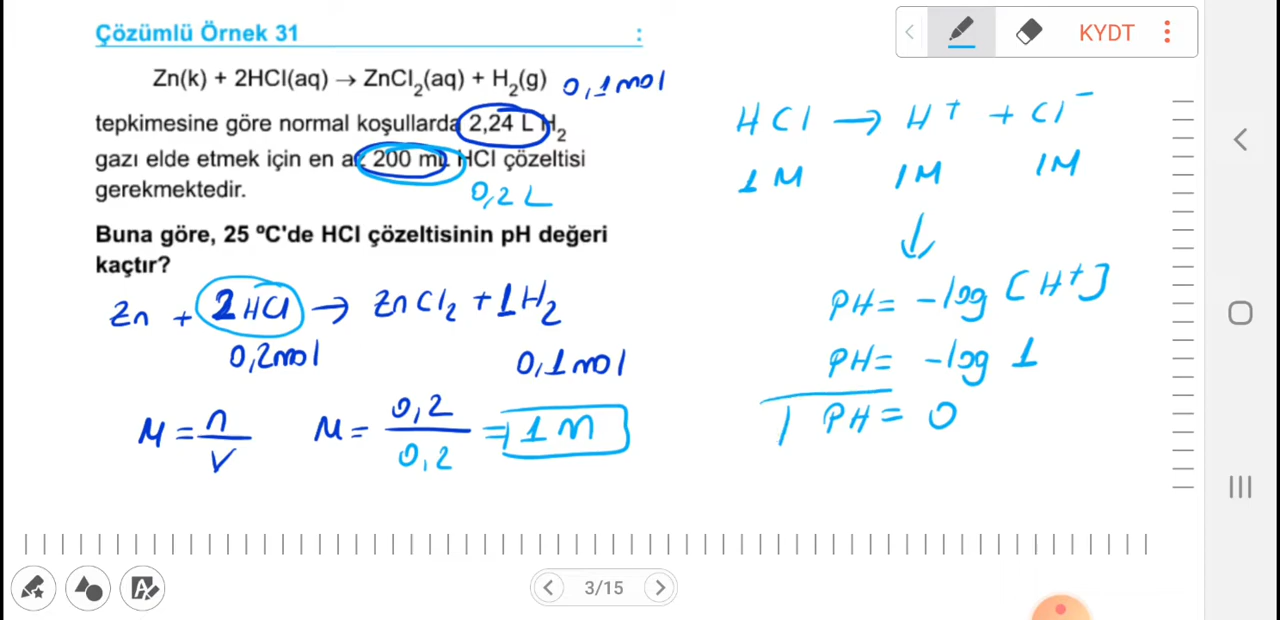 Çözümlü Örnek 31 :
KYDT
Zn(k) + 2HCl(aq) → ZnCl₂(aq) + H₂(g) 0,1mol
tepkimesine göre normal koşullarda 2,24 L H₂
gazı elde etmek için en az 200 mL HCl çözeltisi
gerekmektedir.
0,2 L
Buna göre, 25 ºC'de HCl çözeltisinin pH değeri
kaçtır?
Zn + 2HCl → ZnCl₂ + 1H₂
0,2mol 0,1mol
M = n/V M = 0,2/0,2 = 1M
HCl → H⁺ + Cl⁻
1M 1M 1M
↓
PH = -log [H⁺]
PH = -log 1
PH = 0
3/15